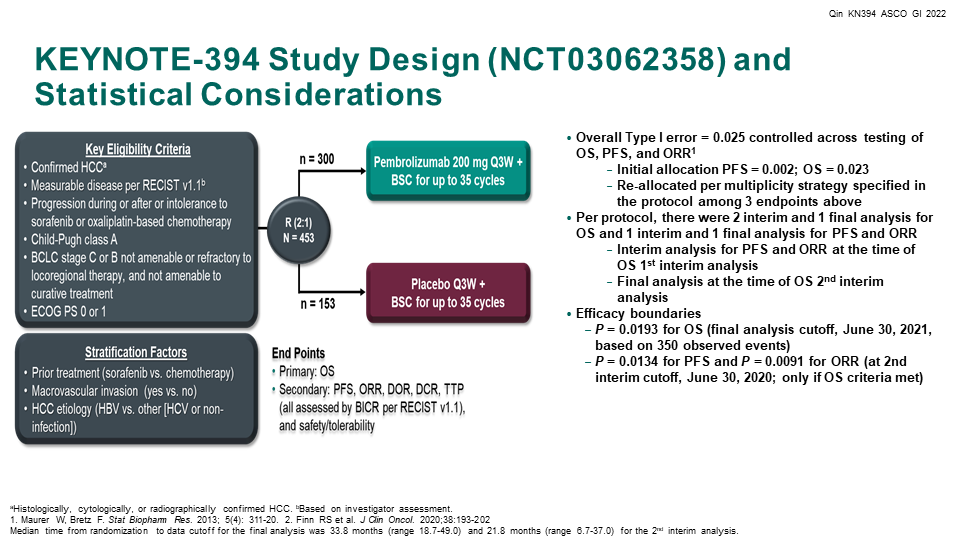 Qin KN394 ASCO GI 2022
KEYNOTE-394 Study Design (NCT03062358) and
Statistical Considerations
Key Eligibility Criteria
• Confirmed HCCᵃ
• Measurable disease per RECIST v1.1ᵇ
• Progression during or after or intolerance to
sorafenib or oxaliplatin-based chemotherapy
• Child-Pugh class A
• BCLC stage C or B not amenable or refractory to
locoregional therapy, and not amenable to
curative treatment
• ECOG PS 0 or 1
Stratification Factors
• Prior treatment (sorafenib vs. chemotherapy)
• Macrovascular invasion (yes vs. no)
• HCC etiology (HBV vs. other [HCV or non-
infection])
R (2:1)
N = 453
n = 300
Pembrolizumab 200 mg Q3W +
BSC for up to 35 cycles
n = 153
Placebo Q3W +
BSC for up to 35 cycles
End Points
• Primary: OS
• Secondary: PFS, ORR, DOR, DCR, TTP
(all assessed by BICR per RECIST v1.1),
and safety/tolerability
• Overall Type I error = 0.025 controlled across testing of
OS, PFS, and ORR¹
− Initial allocation PFS = 0.002; OS = 0.023
− Re-allocated per multiplicity strategy specified in
the protocol among 3 endpoints above
• Per protocol, there were 2 interim and 1 final analysis for
OS and 1 interim and 1 final analysis for PFS and ORR
− Interim analysis for PFS and ORR at the time of
OS 1ˢᵗ interim analysis
− Final analysis at the time of OS 2ⁿᵈ interim
analysis
• Efficacy boundaries
− P = 0.0193 for OS (final analysis cutoff, June 30, 2021,
based on 350 observed events)
− P = 0.0134 for PFS and P = 0.0091 for ORR (at 2nd
interim cutoff, June 30, 2020; only if OS criteria met)
ᵃHistologically, cytologically, or radiographically confirmed HCC. ᵇBased on investigator assessment.
1. Maurer W, Bretz F. Stat Biopharm Res. 2013; 5(4): 311-20. 2. Finn RS et al. J Clin Oncol. 2020;38:193-202
Median time from randomization to data cutoff for the final analysis was 33.8 months (range 18.7-49.0) and 21.8 months (range 6.7-37.0) for the 2ⁿᵈ interim analysis.